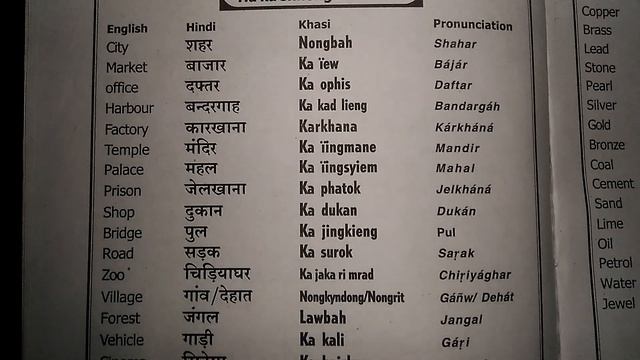 English Hindi Khasi Pronunciation
City शहर Nongbah Shahar
Market बाजार Ka ïew Bájár
office दफ्तर Ka ophis Daftar
Harbour बन्दरगाह Ka kad lieng Bandargáh
Factory कारखाना Karkhana Kárkháná
Temple मंदिर Ka ïingmane Mandir
Palace महल Ka ïingsyiem Mahal
Prison जेलखाना Ka phatok Jelkháná
Shop दुकान Ka dukan Dukán
Bridge पुल Ka jingkieng Pul
Road सड़क Ka surok Saṛak
Zoo चिड़ियाघर Ka jaka ri mrad Chiṛiyághar
Village गांव/देहात Nongkyndong/Nongrit Gáñw/ Dehát
Forest जंगल Lawbah Jangal
Vehicle गाड़ी Ka kali Gáṛi
Copper
Brass
Lead
Stone
Pearl
Silver
Gold
Bronze
Coal
Cement
Sand
Lime
Oil
Petrol
Water
Jewel